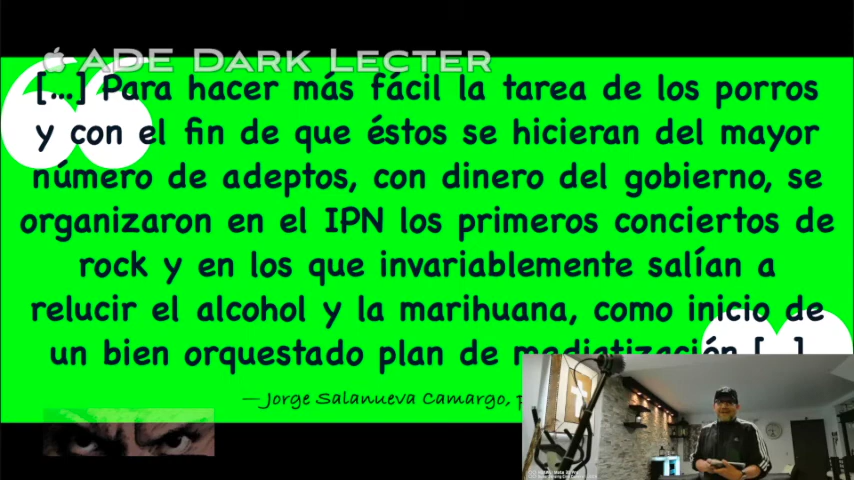 ADE DARK LECTER
[...] Para hacer más fácil la tarea de los porros
y con el fin de que éstos se hicieran del mayor
número de adeptos, con dinero del gobierno, se
organizaron en el IPN los primeros conciertos de
rock y en los que invariablemente salían a
relucir el alcohol y la marihuana, como inicio de
un bien orquestado plan de mediatización [...]
—Jorge Salanueva Camargo,